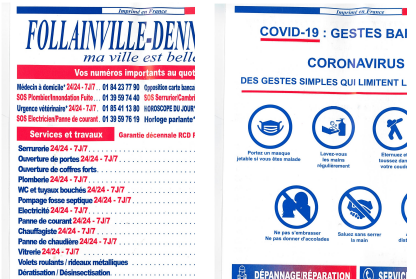 Imprimé en France
FOLLAINVILLE-DENN
ma ville est belle
Vos numéros importants au quot
Médecin à domicile* 24/24 - 7J/7... 01 84 23 77 90 Opposition carte banca
SOS Plombier/Inondation Fuite.... 01 39 59 74 40 SOS Serrurier/Cambri
Urgence vétérinaire* 24/24 - 7J/7.. 01 85 41 13 80 HOROSCOPE DU JOUR*
SOS Electricien/Panne de courant. 01 39 59 76 19 Horloge parlante*
Services et travaux Garantie décennale RCD P
Serrurerie 24/24 - 7J/7
Ouverture de portes 24/24 - 7J/7
Ouverture de coffres forts
Plomberie 24/24 - 7J/7
WC et tuyaux bouchés 24/24 - 7J/7
Pompage fosse septique 24/24 - 7J/7
Electricité 24/24 - 7J/7
Panne de courant 24/24 - 7J/7
Chauffagiste 24/24 - 7J/7
Panne de chaudière 24/24 - 7J/7
Vitrerie 24/24 - 7J/7
Volets roulants / rideaux métalliques
Dératisation / Désinsectisation
Imprimé en France
COVID-19 : GESTES BAR
CORONAVIRUS
DES GESTES SIMPLES QUI LIMITENT L
Portez un masque
jetable si vous êtes malade
Lavez-vous
les mains
régulièrement
Eternuez et
toussez dan
votre coud
Ne pas s'embrasser
Ne pas donner d'accolades
Saluez sans serrer
la main
dist
DÉPANNAGE/RÉPARATION
SERVIC